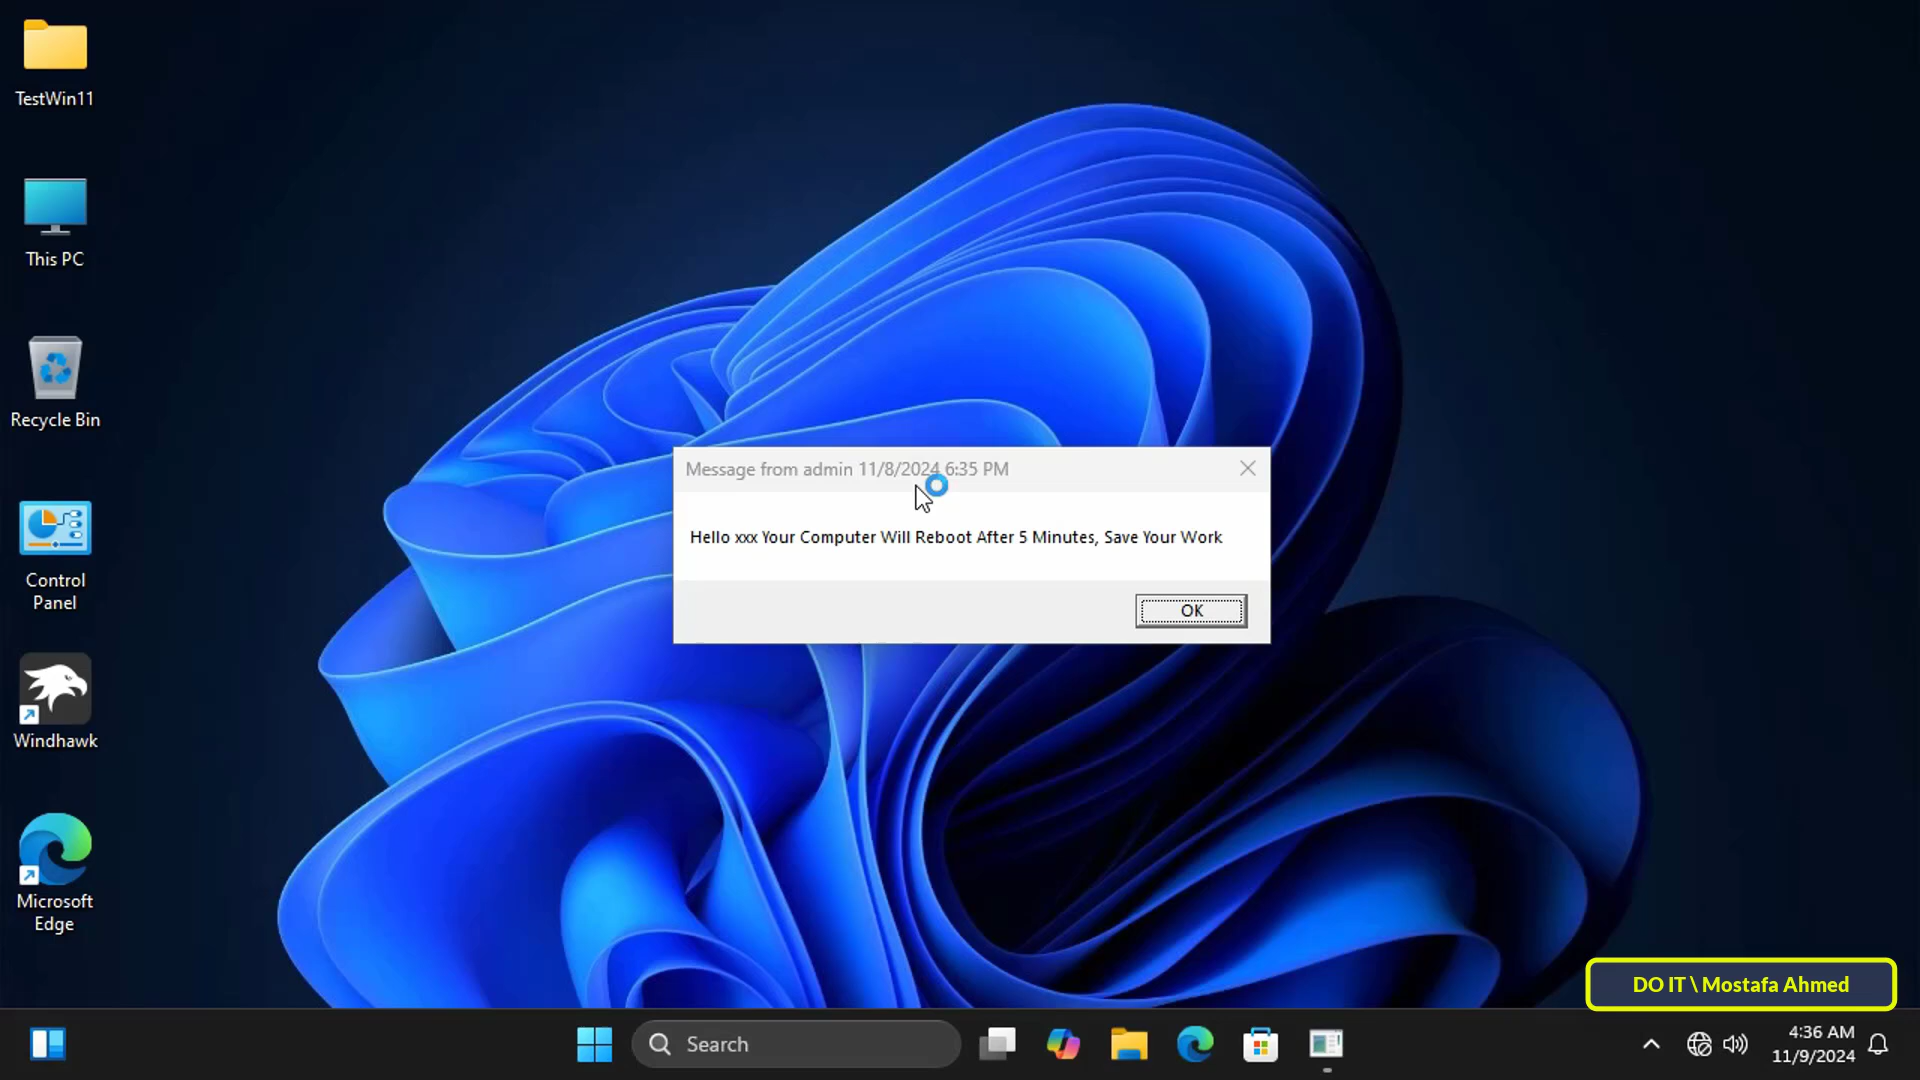 TestWin11
This PC
Recycle Bin
Control
Panel
Windhawk
Microsoft
Edge
Message from admin 11/8/2024 6:35 PM
Hello xxx Your Computer Will Reboot After 5 Minutes, Save Your Work
OK
DO IT \ Mostafa Ahmed
Search
4:36 AM
11/9/2024